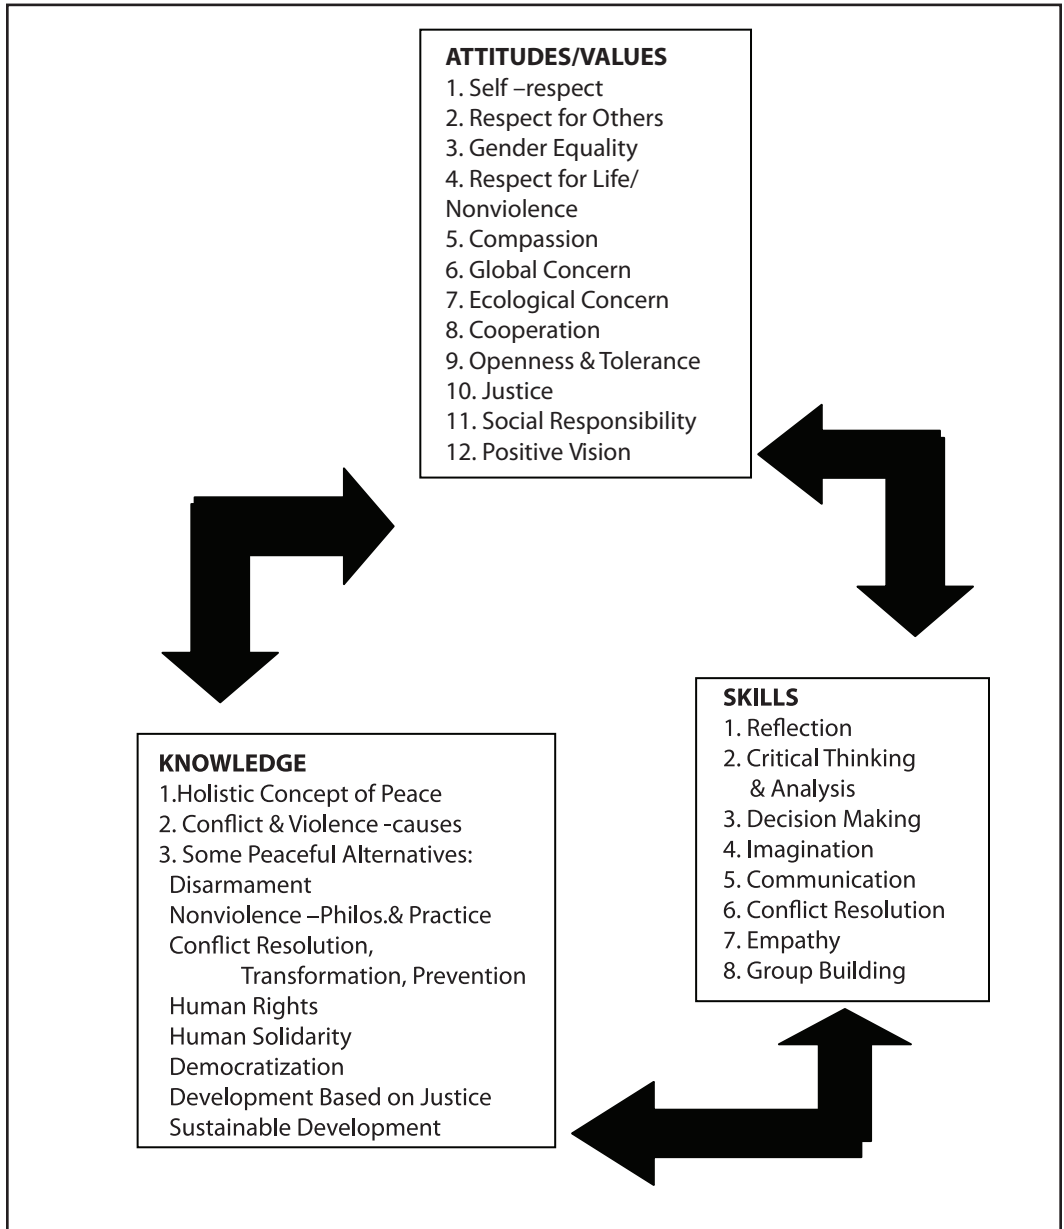 ATTITUDES/VALUES
1. Self –respect
2. Respect for Others
3. Gender Equality
4. Respect for Life/
Nonviolence
5. Compassion
6. Global Concern
7. Ecological Concern
8. Cooperation
9. Openness & Tolerance
10. Justice
11. Social Responsibility
12. Positive Vision
KNOWLEDGE
1.Holistic Concept of Peace
2. Conflict & Violence -causes
3. Some Peaceful Alternatives:
Disarmament
Nonviolence –Philos.& Practice
Conflict Resolution,
Transformation, Prevention
Human Rights
Human Solidarity
Democratization
Development Based on Justice
Sustainable Development
SKILLS
1. Reflection
2. Critical Thinking
& Analysis
3. Decision Making
4. Imagination
5. Communication
6. Conflict Resolution
7. Empathy
8. Group Building